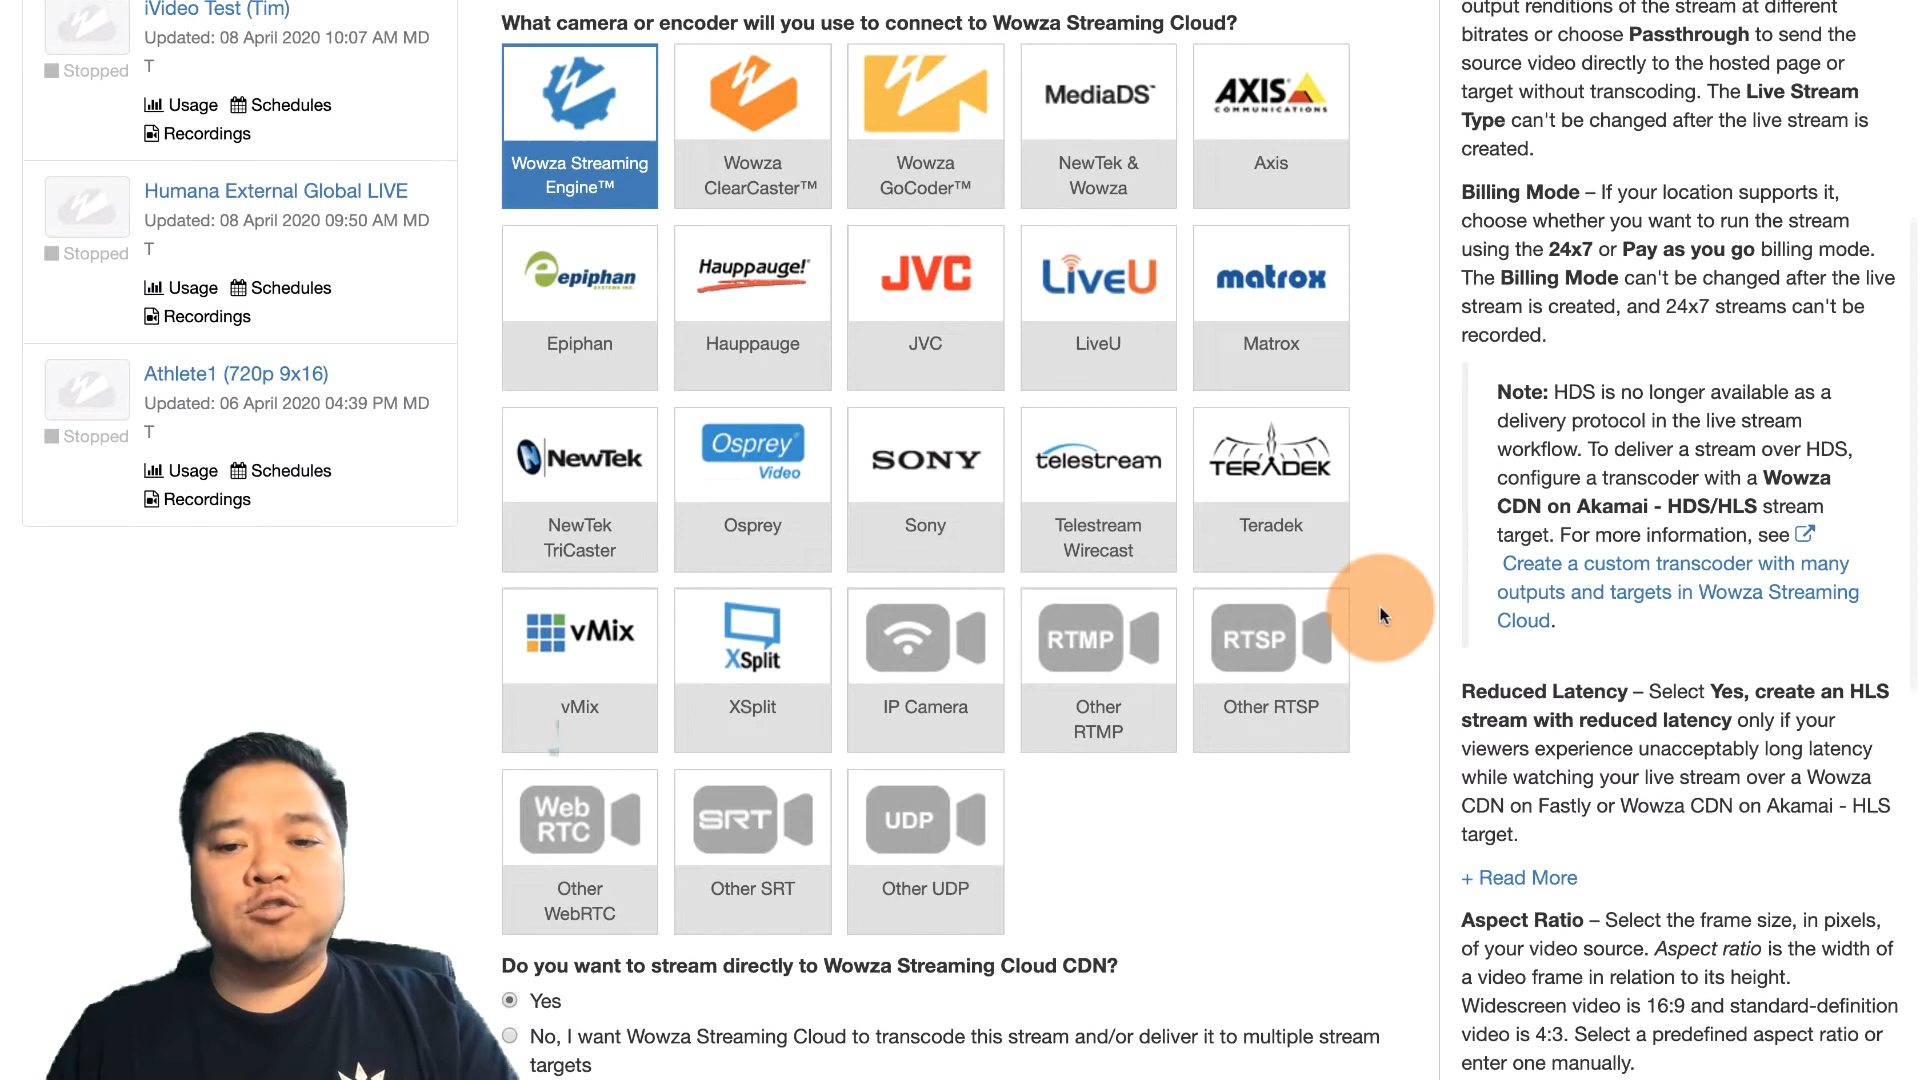 iVideo Test (Tim)
Updated: 08 April 2020 10:07 AM MD
T
Stopped
Usage Schedules
Recordings
Humana External Global LIVE
Updated: 08 April 2020 09:50 AM MD
T
Stopped
Usage Schedules
Recordings
Athlete1 (720p 9x16)
Updated: 06 April 2020 04:39 PM MD
T
Stopped
Usage Schedules
Recordings
What camera or encoder will you use to connect to Wowza Streaming Cloud?
Wowza Streaming
Engine™
Wowza
ClearCaster™
Wowza
GoCoder™
MediaDS™
NewTek &
Wowza
AXIS
COMMUNICATIONS
Axis
epiphan
SYSTEMS INC.
Epiphan
Hauppauge!
Hauppauge
JVC
JVC
LIVEU
LiveU
matrox
Matrox
NewTek
NewTek
TriCaster
Osprey
Video
Osprey
SONY
Sony
telestream
Telestream
Wirecast
TERADEK
Teradek
vMix
vMix
XSplit
XSplit
IP Camera
RTMP
Other
RTMP
RTSP
Other RTSP
Web
RTC
Other
WebRTC
SRT
Other SRT
UDP
Other UDP
Do you want to stream directly to Wowza Streaming Cloud CDN?
Yes
No, I want Wowza Streaming Cloud to transcode this stream and/or deliver it to multiple stream
targets
output renditions of the stream at different
bitrates or choose Passthrough to send the
source video directly to the hosted page or
target without transcoding. The Live Stream
Type can't be changed after the live stream is
created.
Billing Mode – If your location supports it,
choose whether you want to run the stream
using the 24x7 or Pay as you go billing mode.
The Billing Mode can't be changed after the live
stream is created, and 24x7 streams can't be
recorded.
Note: HDS is no longer available as a
delivery protocol in the live stream
workflow. To deliver a stream over HDS,
configure a transcoder with a Wowza
CDN on Akamai - HDS/HLS stream
target. For more information, see
Create a custom transcoder with many
outputs and targets in Wowza Streaming
Cloud.
Reduced Latency – Select Yes, create an HLS
stream with reduced latency only if your
viewers experience unacceptably long latency
while watching your live stream over a Wowza
CDN on Fastly or Wowza CDN on Akamai - HLS
target.
+ Read More
Aspect Ratio – Select the frame size, in pixels,
of your video source. Aspect ratio is the width of
a video frame in relation to its height.
Widescreen video is 16:9 and standard-definition
video is 4:3. Select a predefined aspect ratio or
enter one manually.